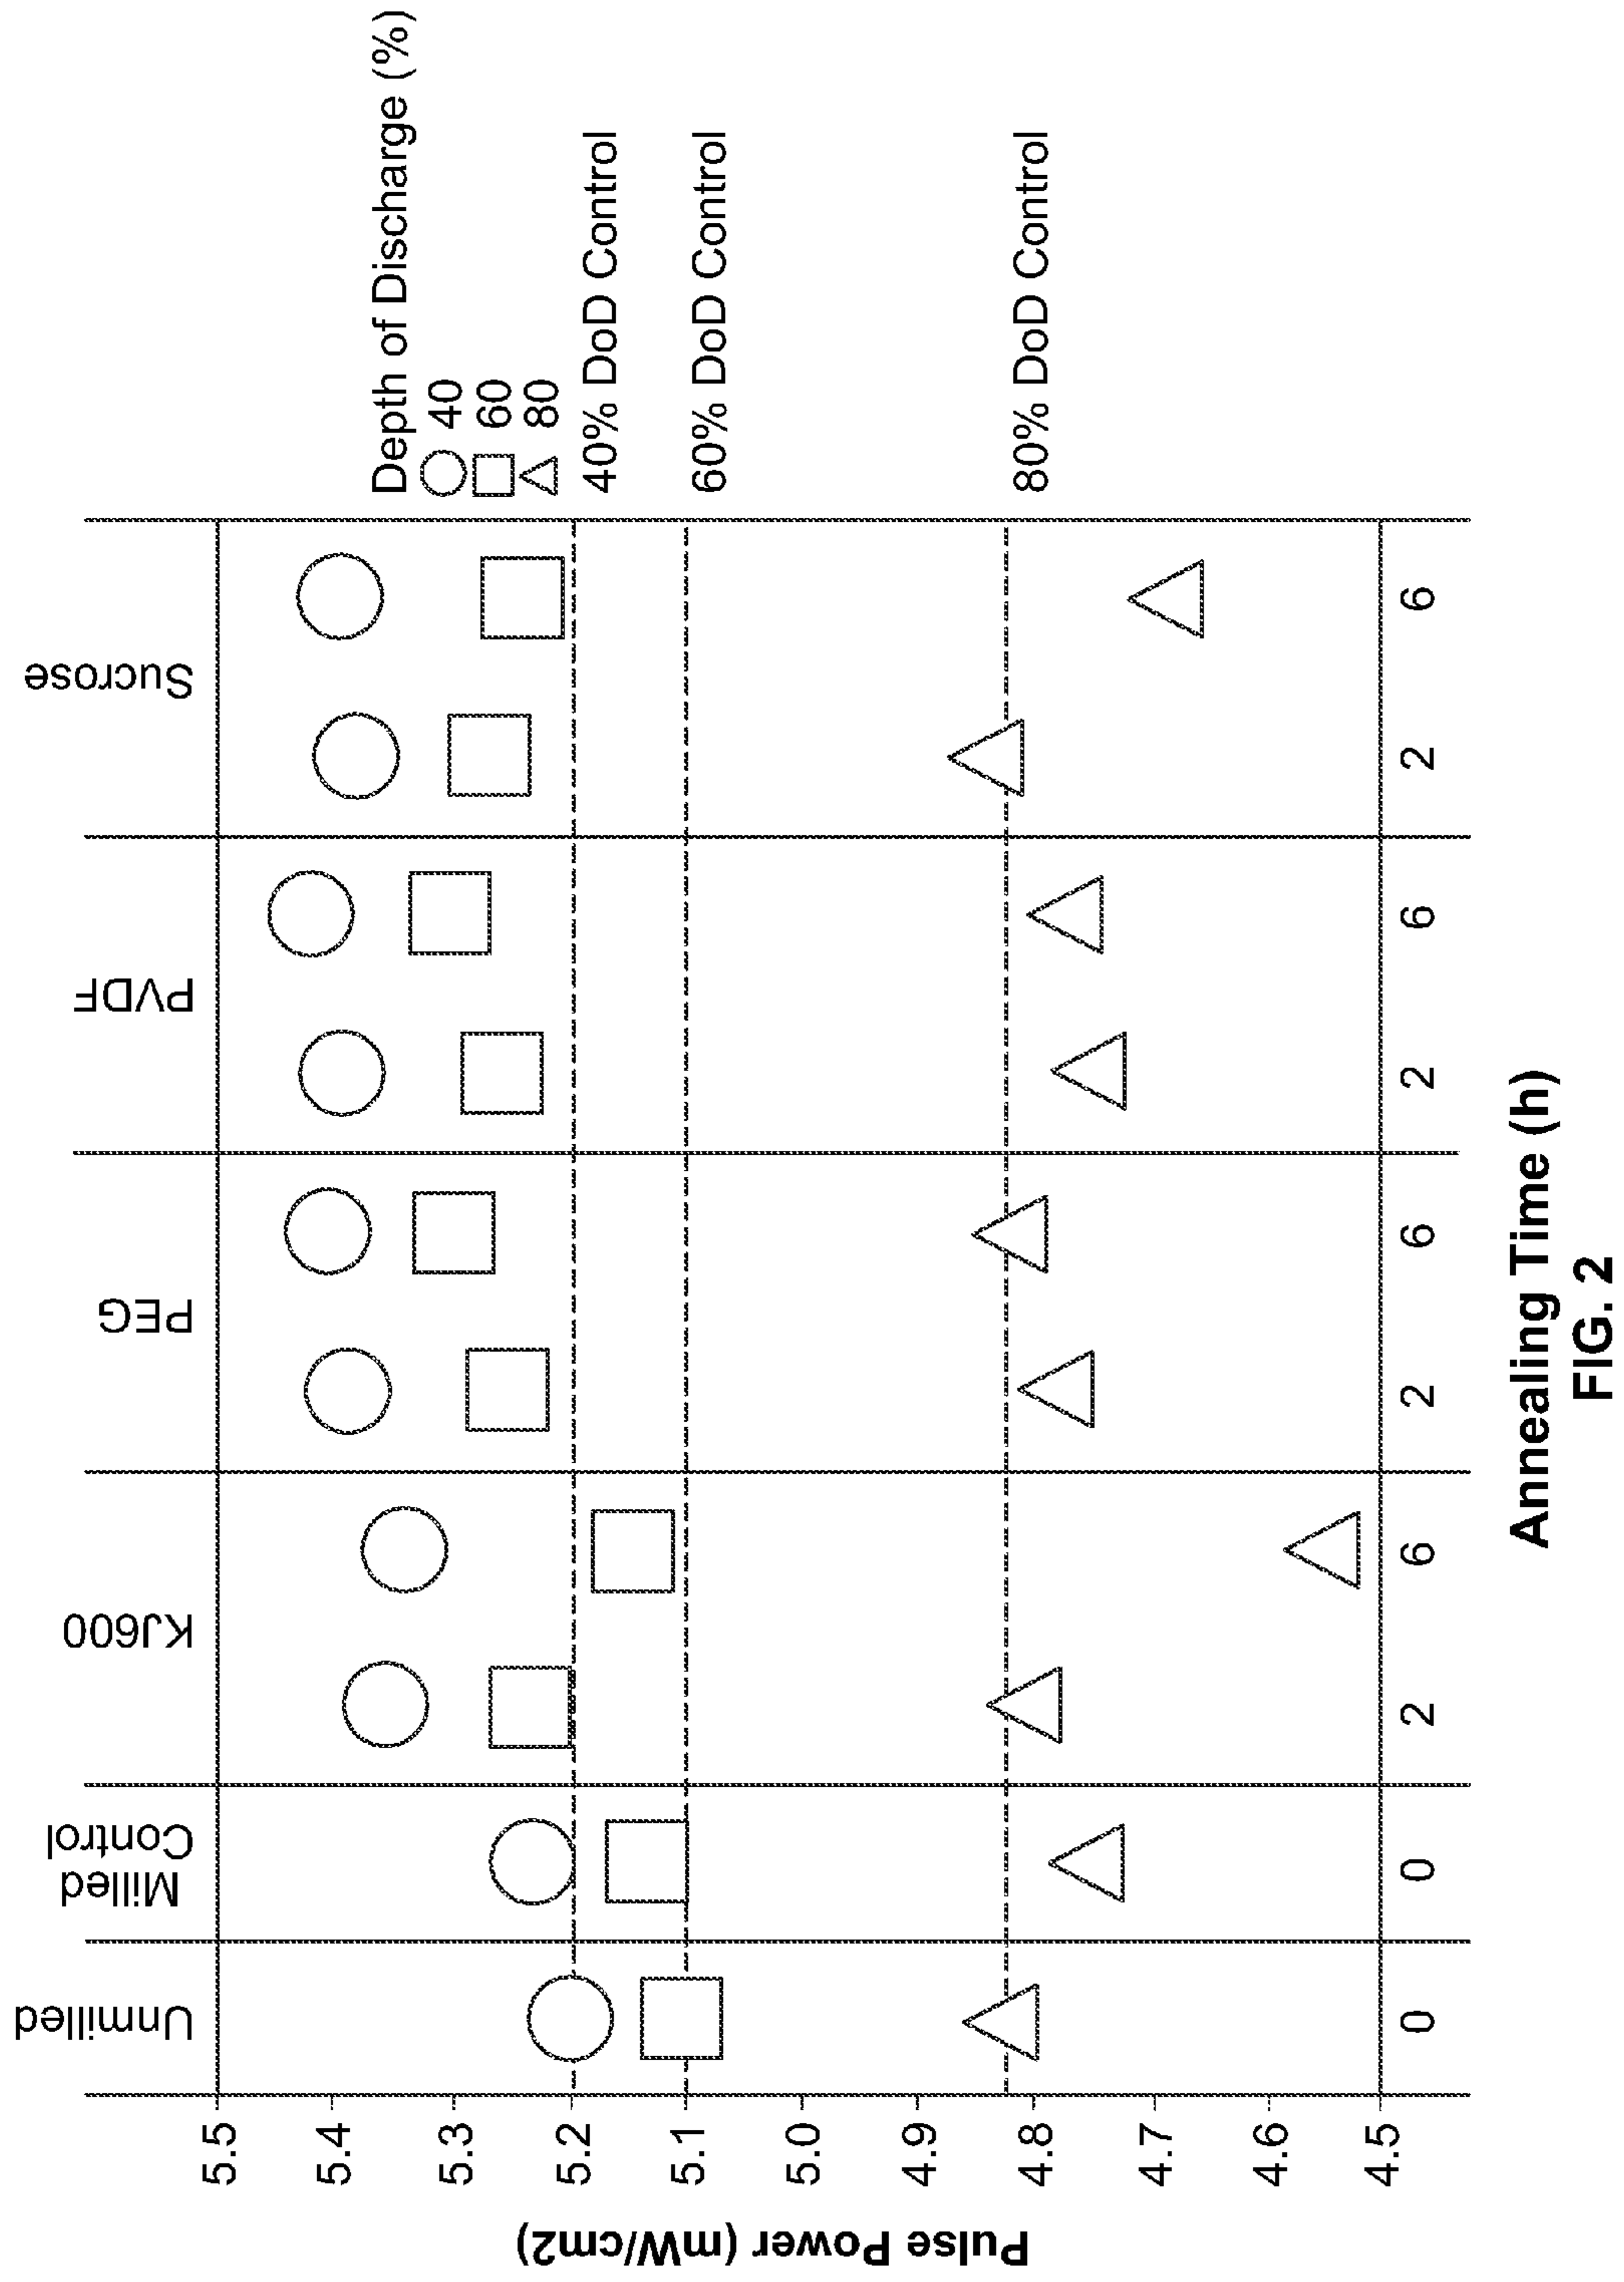 Unmilled
Milled
Control
KJ600
PEG
PVDF
Sucrose
Depth of Discharge (%)
40
60
80
40% DoD Control
60% DoD Control
80% DoD Control
Pulse Power (mW/cm2)
5.5
5.4
5.3
5.2
5.1
5.0
4.9
4.8
4.7
4.6
4.5
0 0 2 6 2 6 2 6 2 6
Annealing Time (h)
FIG. 2